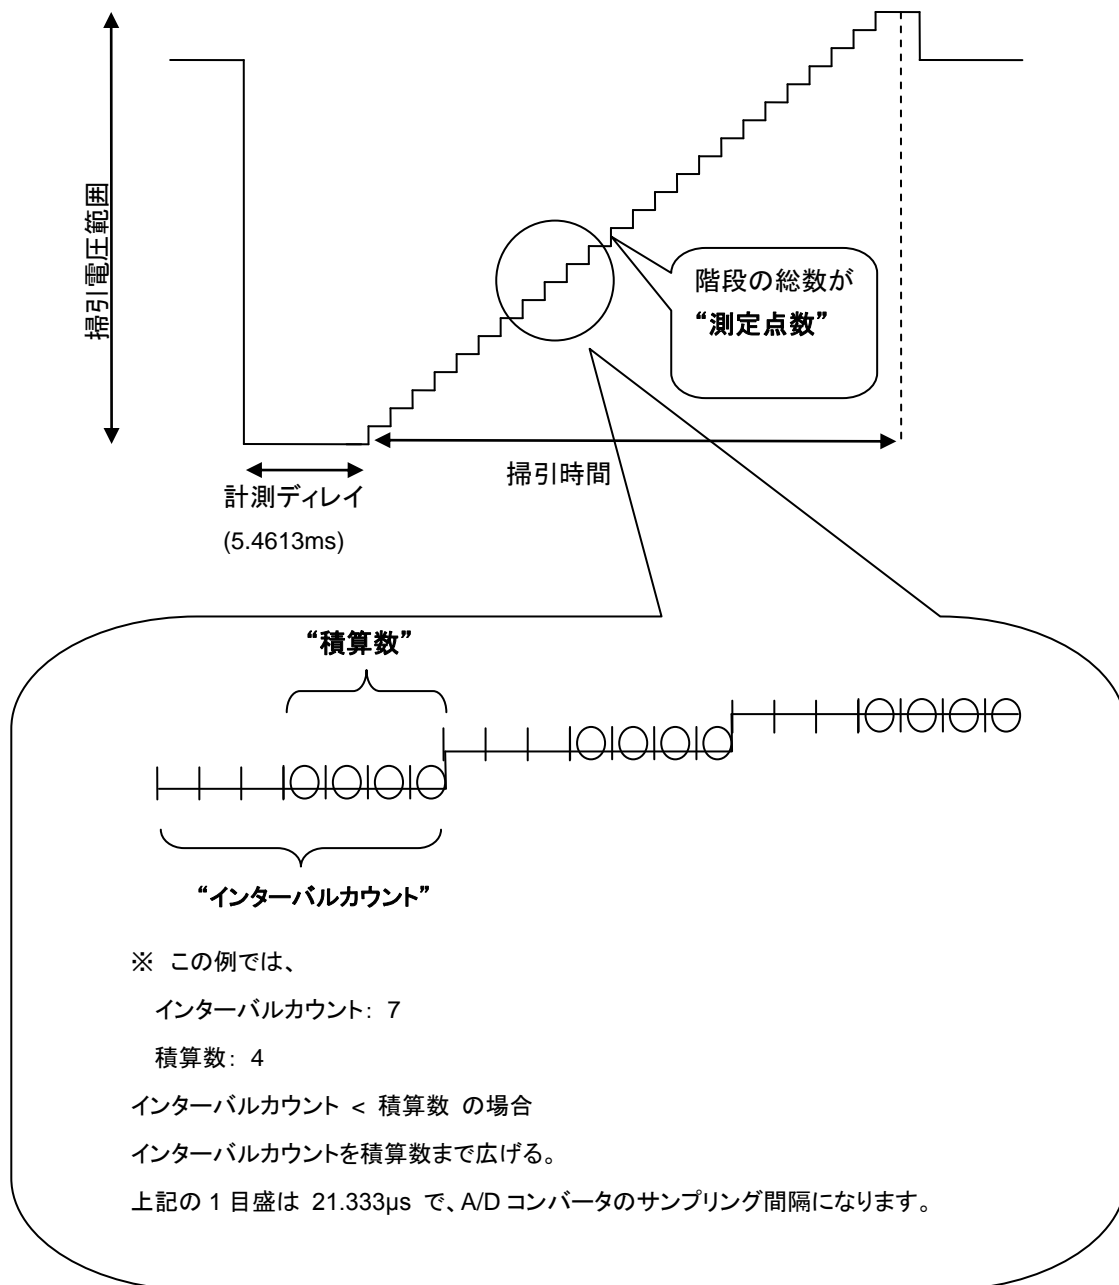 掃引電圧範囲
階段の総数が
“測定点数”
掃引時間
計測ディレイ
(5.4613ms)
“積算数”
“インターバルカウント”
※ この例では、
インターバルカウント: 7
積算数: 4
インターバルカウント < 積算数 の場合
インターバルカウントを積算数まで広げる。
上記の 1 目盛は 21.333μs で、A/D コンバータのサンプリング間隔になります。